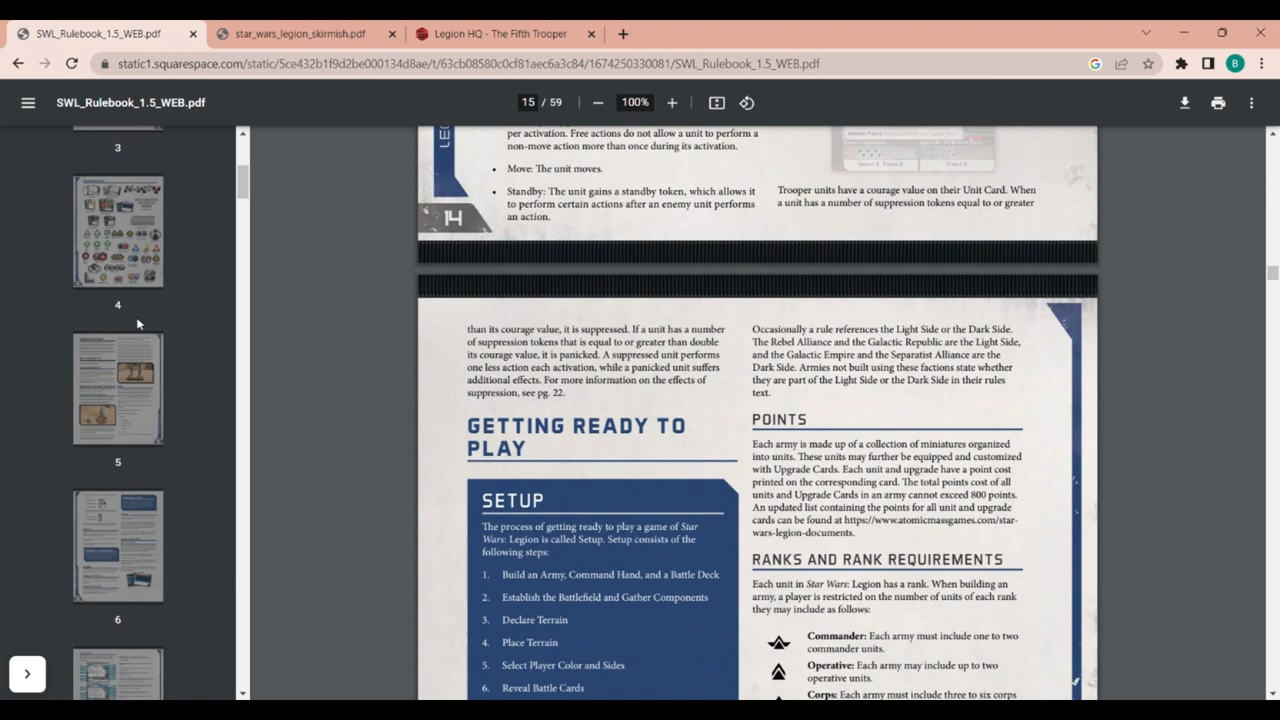 SWL_Rulebook_1.5_WEB.pdf
star_wars_legion_skirmish.pdf
Legion HQ - The Fifth Trooper
static1.squarespace.com/static/5ce432b1f9d2be000134d8ae/t/63cb08580c0cf81aec6a3c84/1674250330081/SWL_Rulebook_1.5_WEB.pdf
B
SWL_Rulebook_1.5_WEB.pdf
15 / 59
100%
3
4
5
6
per activation. Free actions do not allow a unit to perform a
non-move action more than once during its activation.
• Move: The unit moves.
• Standby: The unit gains a standby token, which allows it
to perform certain actions after an enemy unit performs
an action.
14
Trooper units have a courage value on their Unit Card. When
a unit has a number of suppression tokens equal to or greater
than its courage value, it is suppressed. If a unit has a number
of suppression tokens that is equal to or greater than double
its courage value, it is panicked. A suppressed unit performs
one less action each activation, while a panicked unit suffers
additional effects. For more information on the effects of
suppression, see pg. 22.
GETTING READY TO
PLAY
SETUP
The process of getting ready to play a game of Star
Wars: Legion is called Setup. Setup consists of the
following steps:
1. Build an Army, Command Hand, and a Battle Deck
2. Establish the Battlefield and Gather Components
3. Declare Terrain
4. Place Terrain
5. Select Player Color and Sides
6. Reveal Battle Cards
Occasionally a rule references the Light Side or the Dark Side.
The Rebel Alliance and the Galactic Republic are the Light Side,
and the Galactic Empire and the Separatist Alliance are the
Dark Side. Armies not built using these factions state whether
they are part of the Light Side or the Dark Side in their rules
text.
POINTS
Each army is made up of a collection of miniatures organized
into units. These units may further be equipped and customized
with Upgrade Cards. Each unit and upgrade have a point cost
printed on the corresponding card. The total points cost of all
units and Upgrade Cards in an army cannot exceed 800 points.
An updated list containing the points for all unit and upgrade
cards can be found at https://www.atomicmassgames.com/star-
wars-legion-documents.
RANKS AND RANK REQUIREMENTS
Each unit in Star Wars: Legion has a rank. When building an
army, a player is restricted on the number of units of each rank
they may include as follows:
Commander: Each army must include one to two
commander units.
Operative: Each army may include up to two
operative units.
Corps: Each army must include three to six corps